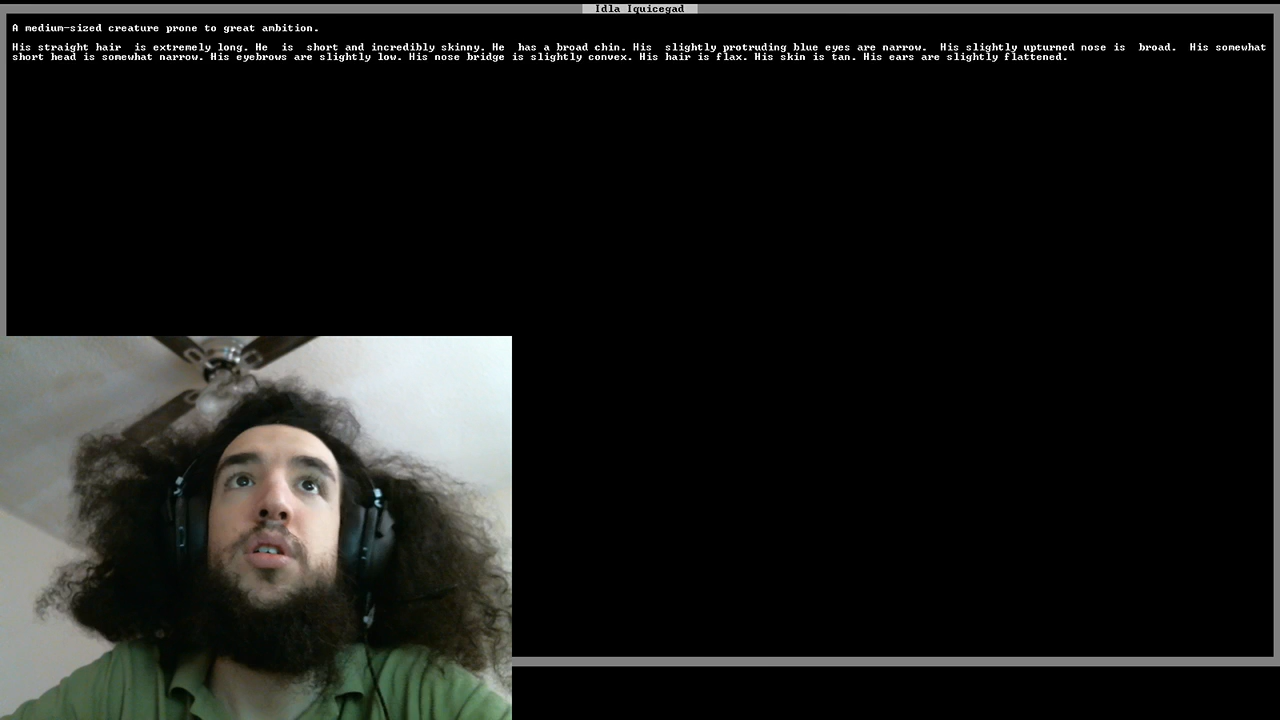 Idla Iquicegad
A medium-sized creature prone to great ambition.
His straight hair  is extremely long. He  is  short and incredibly skinny. He  has a broad chin. His  slightly protruding blue eyes are narrow.  His slightly upturned nose is  broad.  His somewhat
short head is somewhat narrow. His eyebrows are slightly low. His nose bridge is slightly convex. His hair is flax. His skin is tan. His ears are slightly flattened.